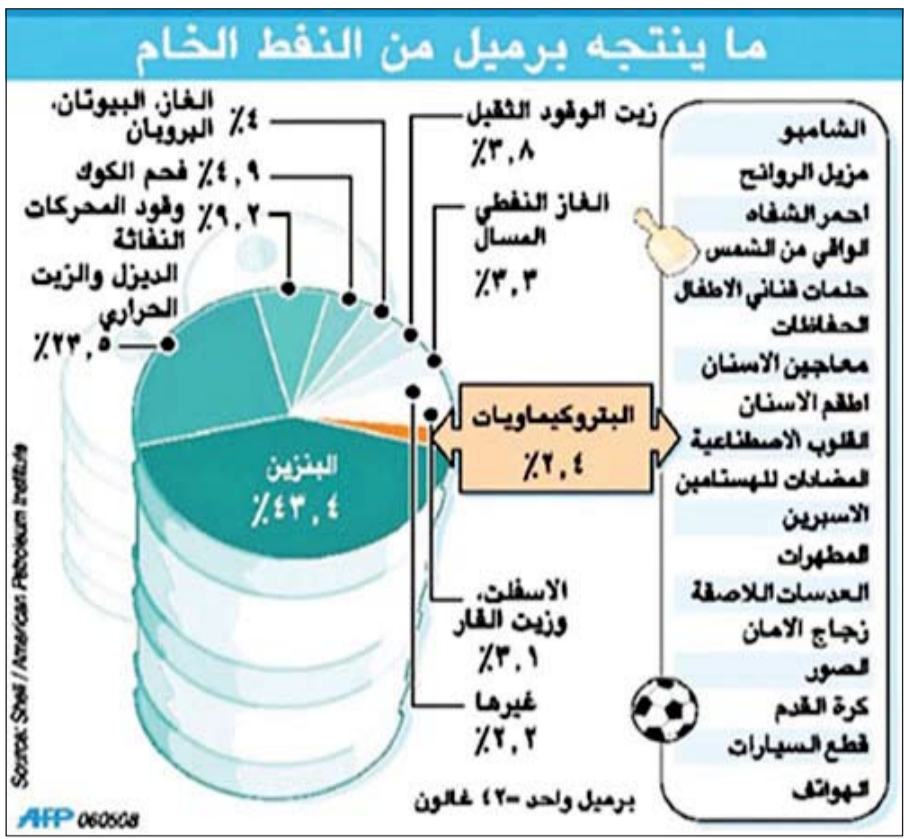 ما ينتجه برميل من النفط الخام
الغاز، البيوتان،
البروبان
٤٪
فحم الكوك
٤,٩٪
وقود المحركات
النفاثة
٩,٢٪
الديزل والزيت
الحراري
٢٣,٥٪
زيت الوقود الثقيل
٣,٨٪
الغاز النفطي
المسال
٣,٣٪
البتروكيماويات
٢,٤٪
البنزين
٤٣,٤٪
الاسفلت،
وزيت القار
٣,١٪
غيرها
٢,٢٪
برميل واحد =٤٢ غالون
الشامبو
مزيل الروائح
احمر الشفاه
الواقي من الشمس
حلمات قناني الاطفال
الحفاظات
معاجين الاسنان
اطقم الاسنان
القلوب الاصطناعية
المضادات للهستامين
الاسبرين
المطهرات
العدسات اللاصقة
زجاج الامان
الصور
كرة القدم
قطع السيارات
الهواتف
Source: Shell / American Petroleum Institute
AFP 060508